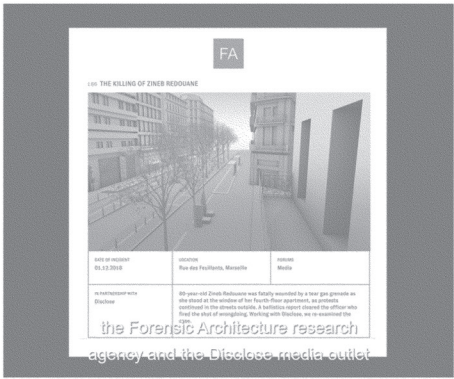 FA
THE KILLING OF ZINEB REDOUANE
DATE OF INCIDENT
LOCATION
FORUMS
01.12.2018
Rue des Feuillants, Marseille
Media
IN PARTNERSHIP WITH
Disclose
80-year-old Zineb Redouane was fatally wounded by a tear gas grenade as
she stood at the window of her fourth-floor apartment, as protests
continued in the streets outside. A ballistics report cleared the officer who
fired the shot of wrongdoing. Working with Disclose, we re-examined the
case.
the Forensic Architecture research
agency and the Disclose media outlet